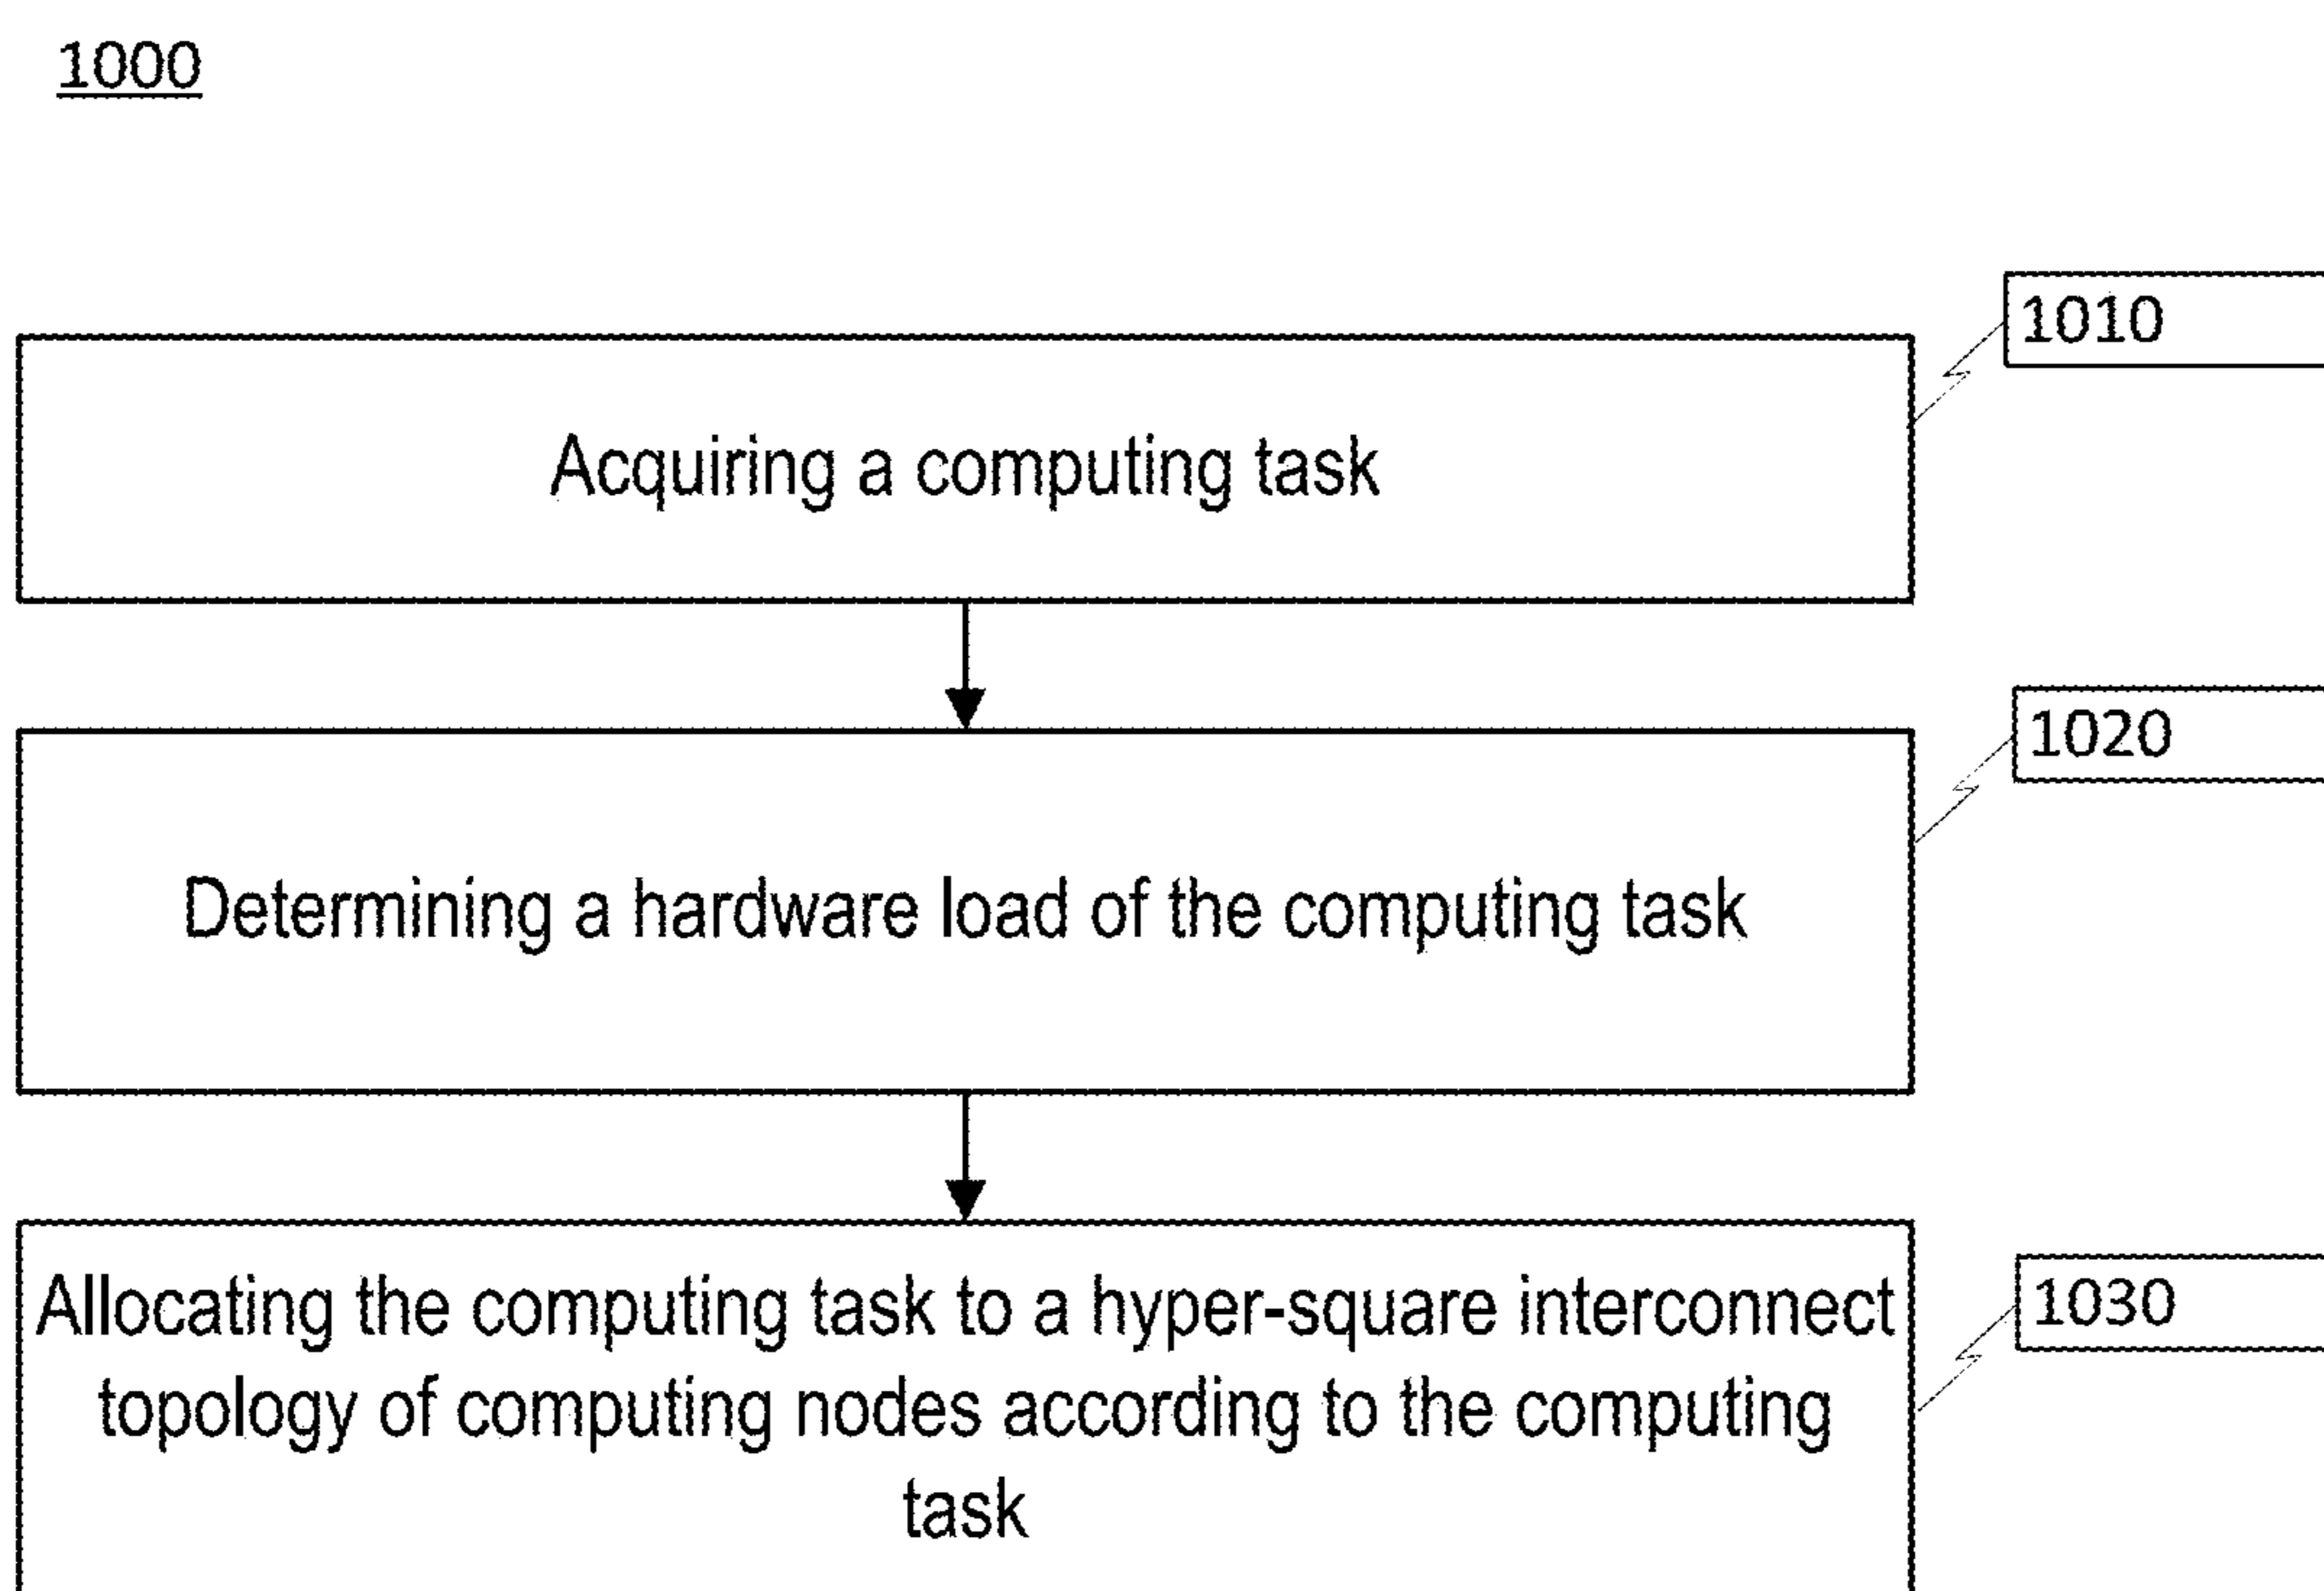 1000
1010
Acquiring a computing task
1020
Determining a hardware load of the computing task
1030
Allocating the computing task to a hyper-square interconnect
topology of computing nodes according to the computing
task